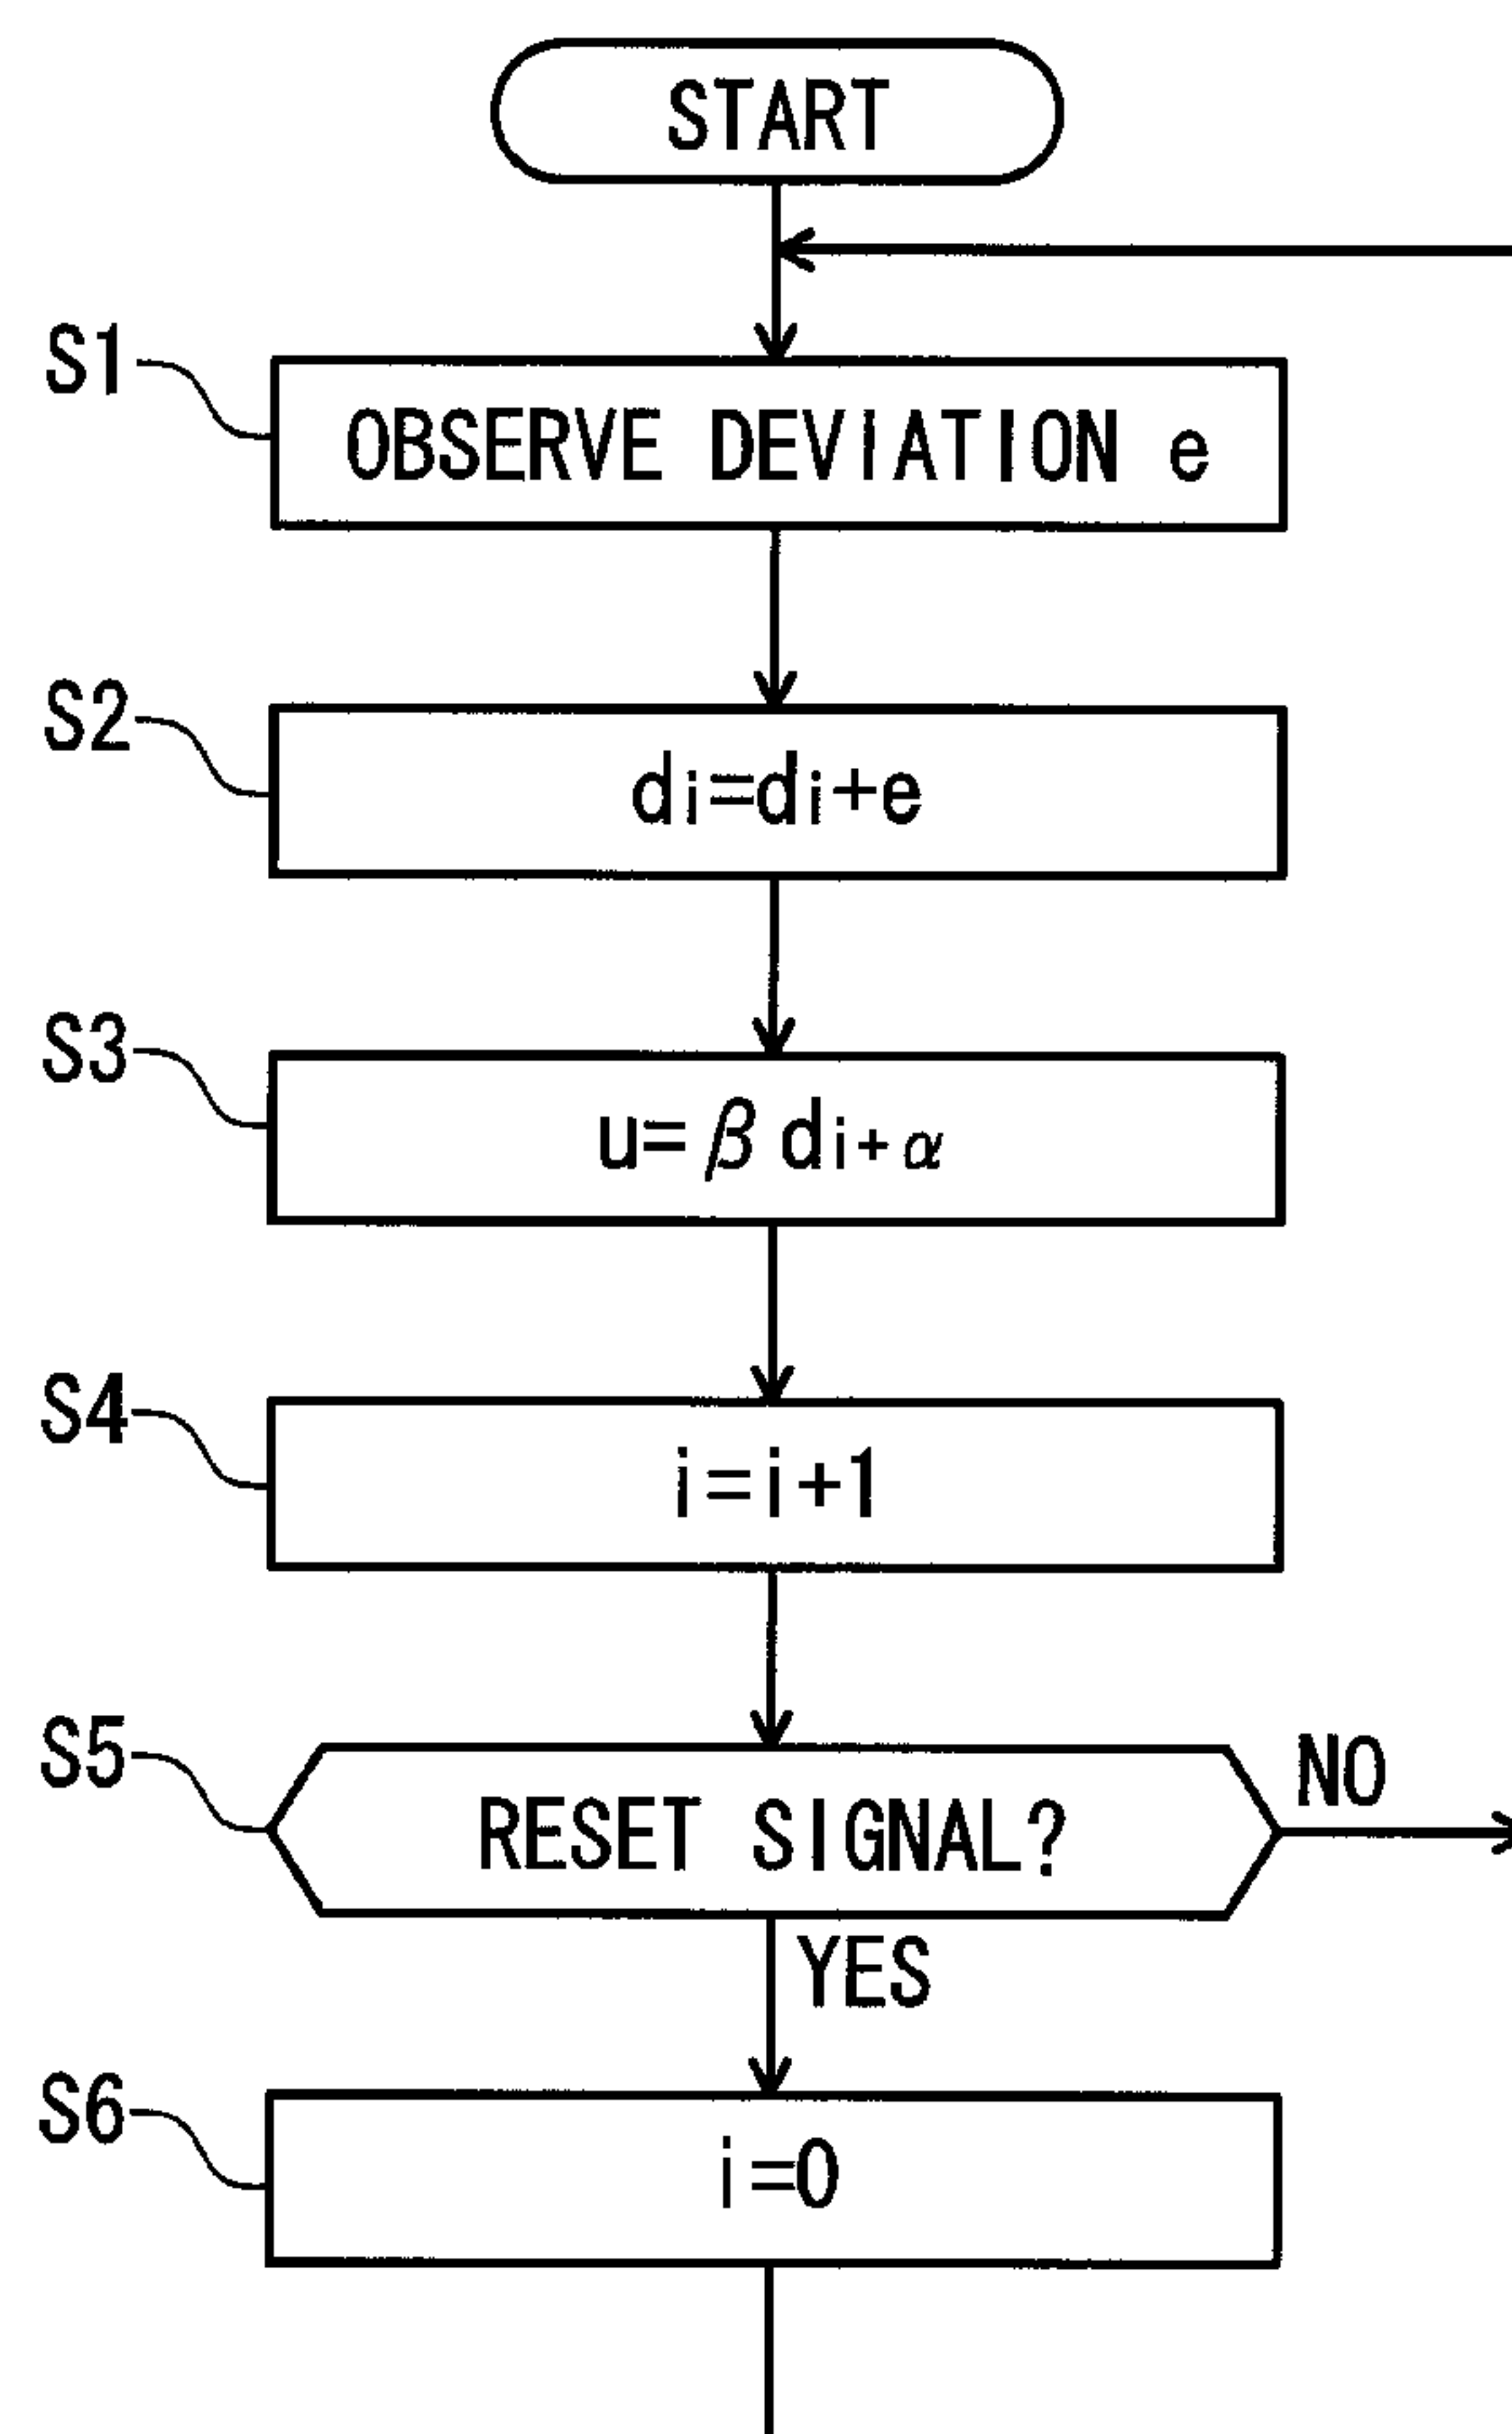 START
S1
OBSERVE DEVIATION e
S2
di=di+e
S3
u=β di+α
S4
i=i+1
S5
RESET SIGNAL?
NO
YES
S6
i=0